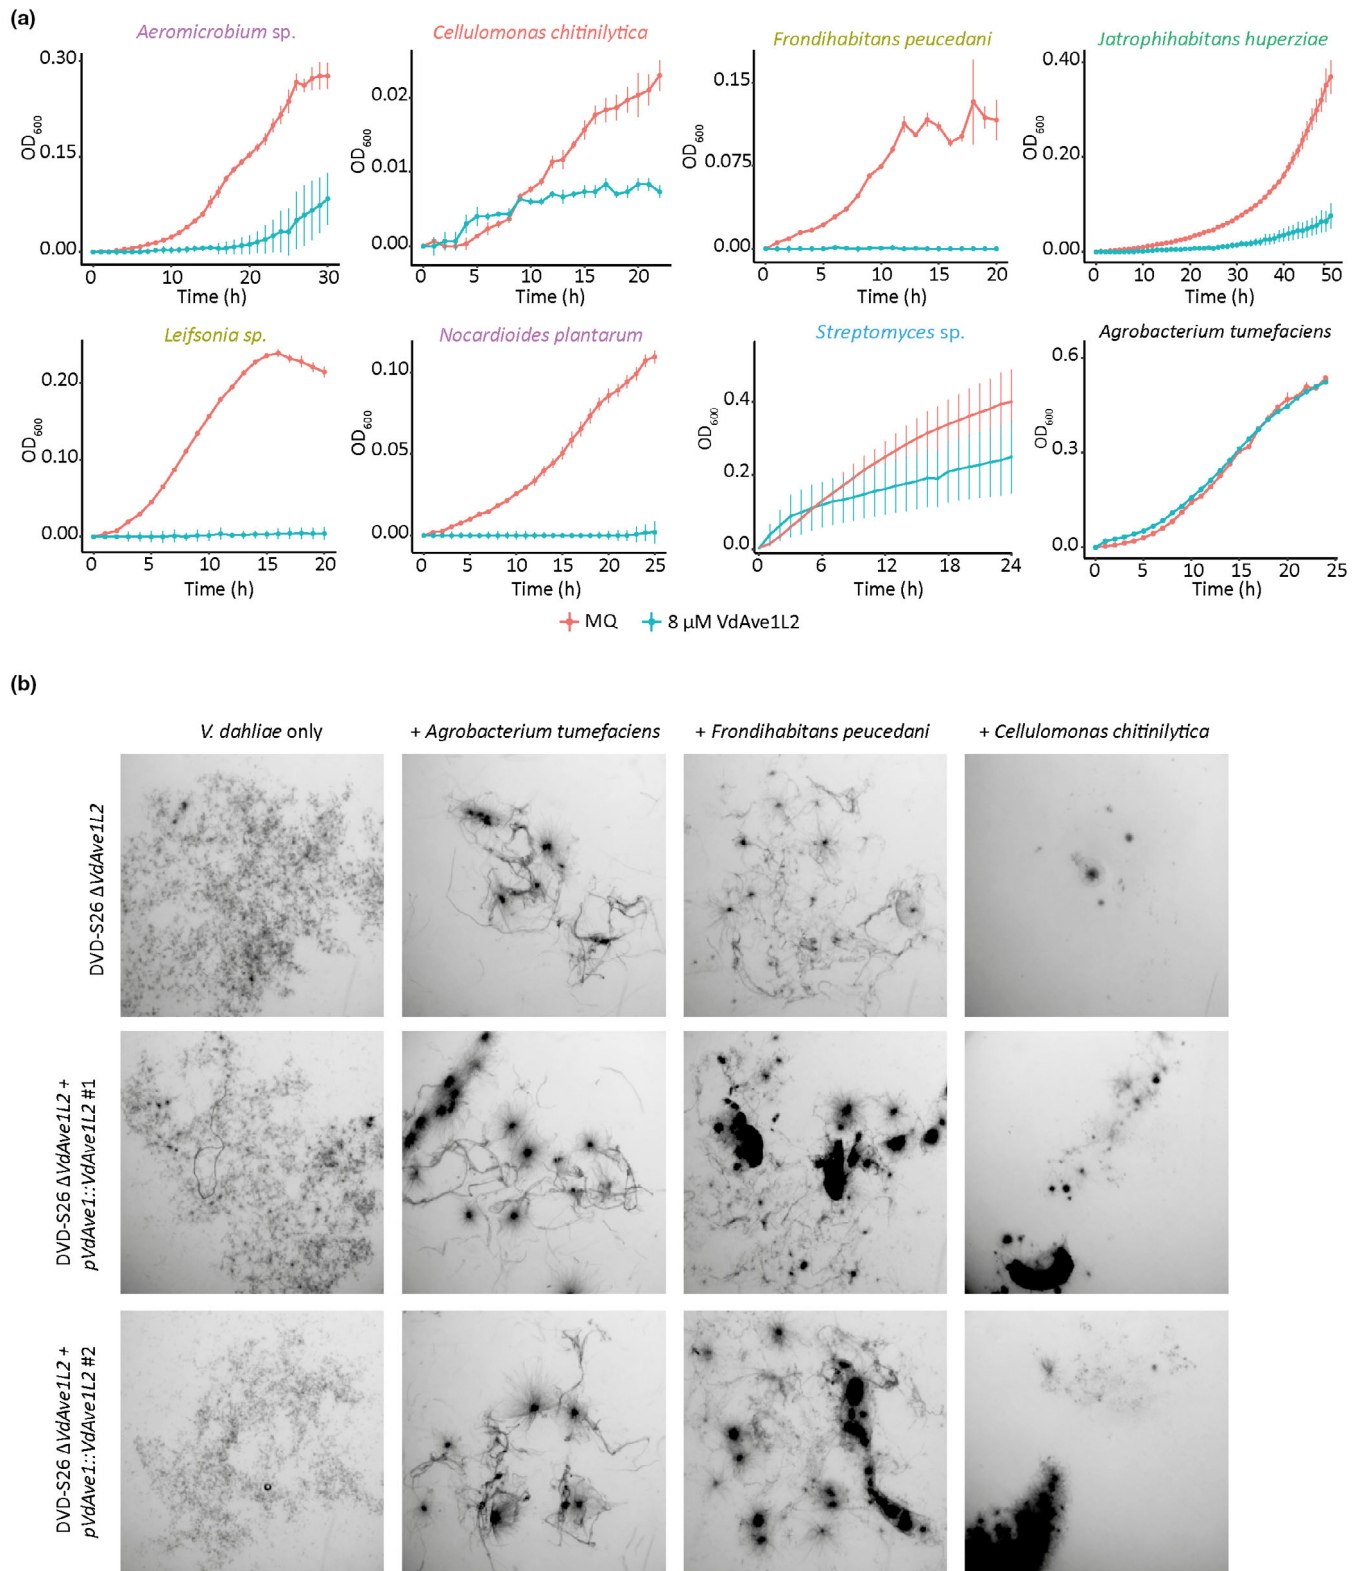 (a)
Aeromicrobium sp.
Cellulomonas chitinilytica
Frondihabitans peucedani
Jatrophihabitans huperziae
OD600
0.30
0.15
0.00
0 10 20 30
Time (h)
OD600
0.02
0.01
0.00
0 5 10 15 20
Time (h)
OD600
0.15
0.075
0.00
0 5 10 15 20
Time (h)
OD600
0.40
0.20
0.00
0 10 20 30 40 50
Time (h)
Leifsonia sp.
Nocardioides plantarum
Streptomyces sp.
Agrobacterium tumefaciens
OD600
0.20
0.10
0.00
0 5 10 15 20
Time (h)
OD600
0.10
0.05
0.00
0 5 10 15 20 25
Time (h)
OD600
0.4
0.2
0.0
0 6 12 18 24
Time (h)
OD600
0.6
0.3
0.0
0 5 10 15 20 25
Time (h)
MQ 8 μM VdAve1L2
(b)
V. dahliae only
+ Agrobacterium tumefaciens
+ Frondihabitans peucedani
+ Cellulomonas chitinilytica
DVD-S26 ΔVdAve1L2
DVD-S26 ΔVdAve1L2 +
pVdAve1::VdAve1L2 #1
DVD-S26 ΔVdAve1L2 +
pVdAve1::VdAve1L2 #2